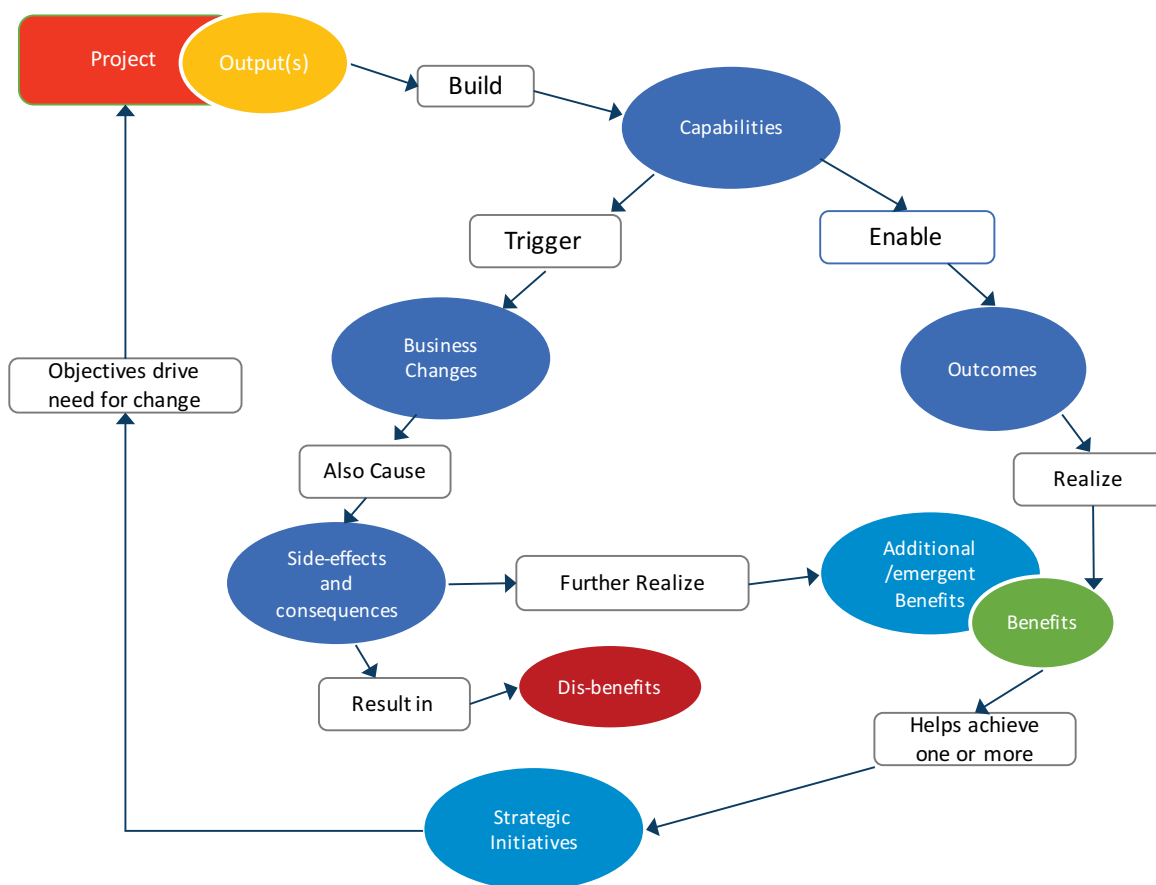 Project
Output(s)
Build
Capabilities
Trigger
Enable
Business
Changes
Outcomes
Objectives drive
need for change
Also Cause
Realize
Side-effects
and
consequences
Further Realize
Additional
/emergent
Benefits
Benefits
Result in
Dis-benefits
Helps achieve
one or more
Strategic
Initiatives